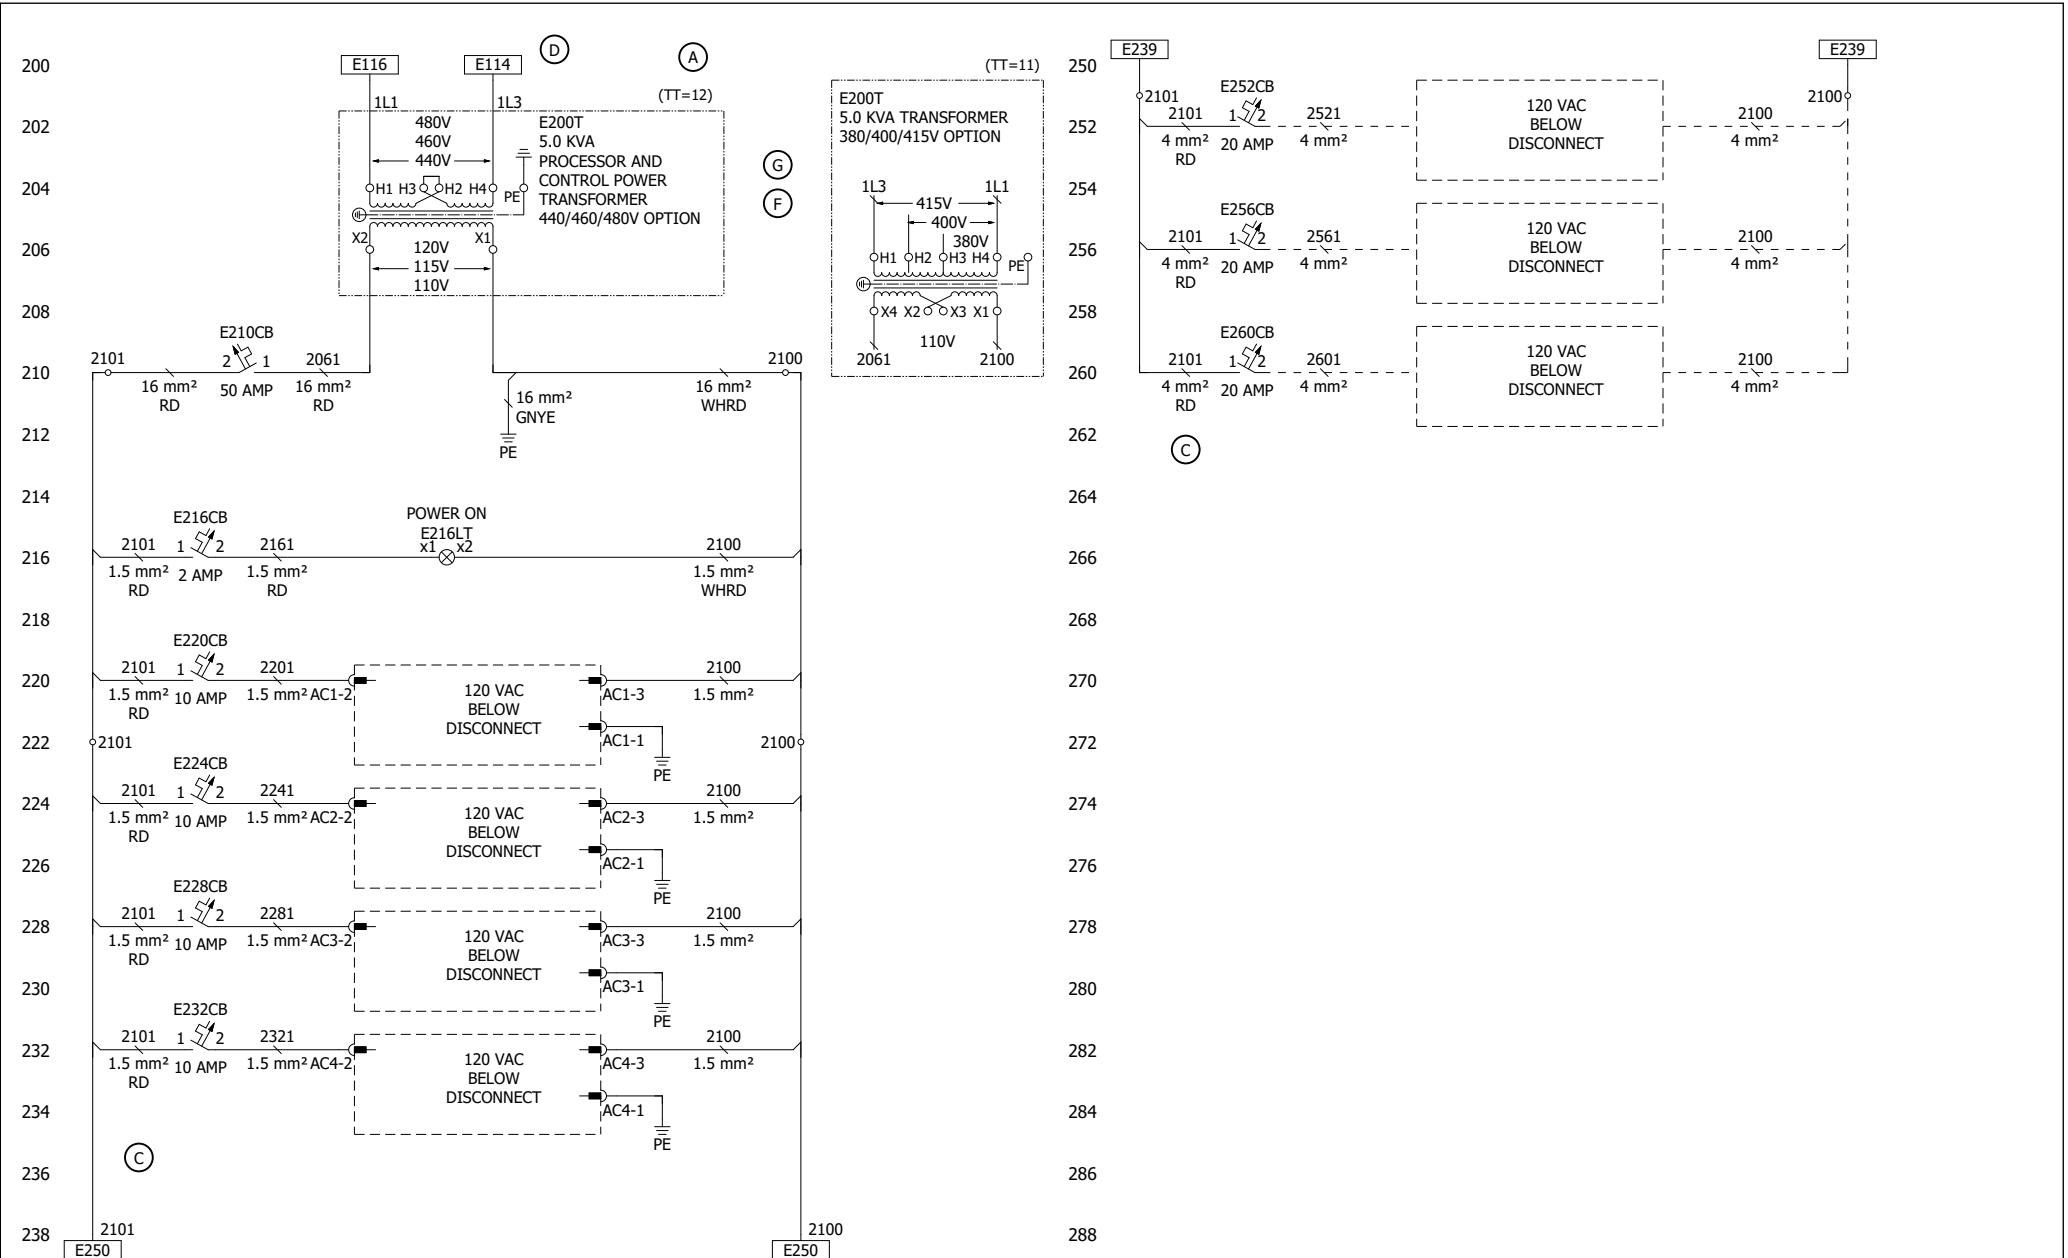 200
E116
E114
D
A
(TT=12)
1L1
1L3
202
480V
460V
440V
E200T
5.0 KVA
PROCESSOR AND
CONTROL POWER
TRANSFORMER
440/460/480V OPTION
204
H1 H3 H2 H4
PE
X2 X1
206
120V
115V
110V
G
F
(TT=11)
E200T
5.0 KVA TRANSFORMER
380/400/415V OPTION
1L3 1L1
415V
400V
380V
H1 H2 H3 H4
PE
X4 X2 X3 X1
110V
2061 2100
208
E210CB
2101 2 1 2061
210
16 mm² 50 AMP 16 mm²
RD RD
2100
16 mm²
WHRD
16 mm²
GNYE
PE
212
214
E216CB
POWER ON
E216LT
x1 x2
216
2101 1 2 2161 2100
1.5 mm² 2 AMP 1.5 mm² 1.5 mm²
RD RD WHRD
218
E220CB
220
2101 1 2 2201 2100
1.5 mm² 10 AMP 1.5 mm² AC1-2 AC1-3 1.5 mm²
RD
120 VAC
BELOW
DISCONNECT
AC1-1
PE
222
2101 2100
E224CB
224
2101 1 2 2241 2100
1.5 mm² 10 AMP 1.5 mm² AC2-2 AC2-3 1.5 mm²
RD
120 VAC
BELOW
DISCONNECT
AC2-1
PE
226
E228CB
228
2101 1 2 2281 2100
1.5 mm² 10 AMP 1.5 mm² AC3-2 AC3-3 1.5 mm²
RD
120 VAC
BELOW
DISCONNECT
AC3-1
PE
230
E232CB
232
2101 1 2 2321 2100
1.5 mm² 10 AMP 1.5 mm² AC4-2 AC4-3 1.5 mm²
RD
120 VAC
BELOW
DISCONNECT
AC4-1
PE
234
C
236
238
2101 2100
E250 E250
250
E239 E239
2101 2100
E252CB
252
2101 1 2 2521 2100
4 mm² 20 AMP 4 mm² 4 mm²
RD
120 VAC
BELOW
DISCONNECT
254
E256CB
256
2101 1 2 2561 2100
4 mm² 20 AMP 4 mm² 4 mm²
RD
120 VAC
BELOW
DISCONNECT
258
E260CB
260
2101 1 2 2601 2100
4 mm² 20 AMP 4 mm² 4 mm²
RD
120 VAC
BELOW
DISCONNECT
262
C
264
266
268
270
272
274
276
278
280
282
284
286
288